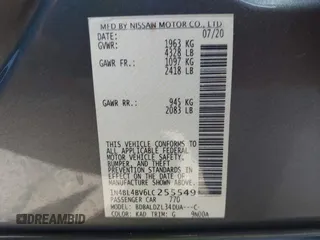 MFD BY NISSAN MOTOR CO., LTD.
DATE: 07/20
GVWR: 1963 KG
4328 LB
GAWR FR.: 1097 KG
2418 LB
GAWR RR.: 945 KG
2083 LB
THIS VEHICLE CONFORMS TO
ALL APPLICABLE FEDERAL
MOTOR VEHICLE SAFETY,
BUMPER, AND THEFT
PREVENTION STANDARDS IN
EFFECT ON THE DATE OF
MANUFACTURE SHOWN ABOVE.
1N4BL4BV6LC255549
PASSENGER CAR 770
MODEL:
COLOR: KAD TRIM: G 9600A